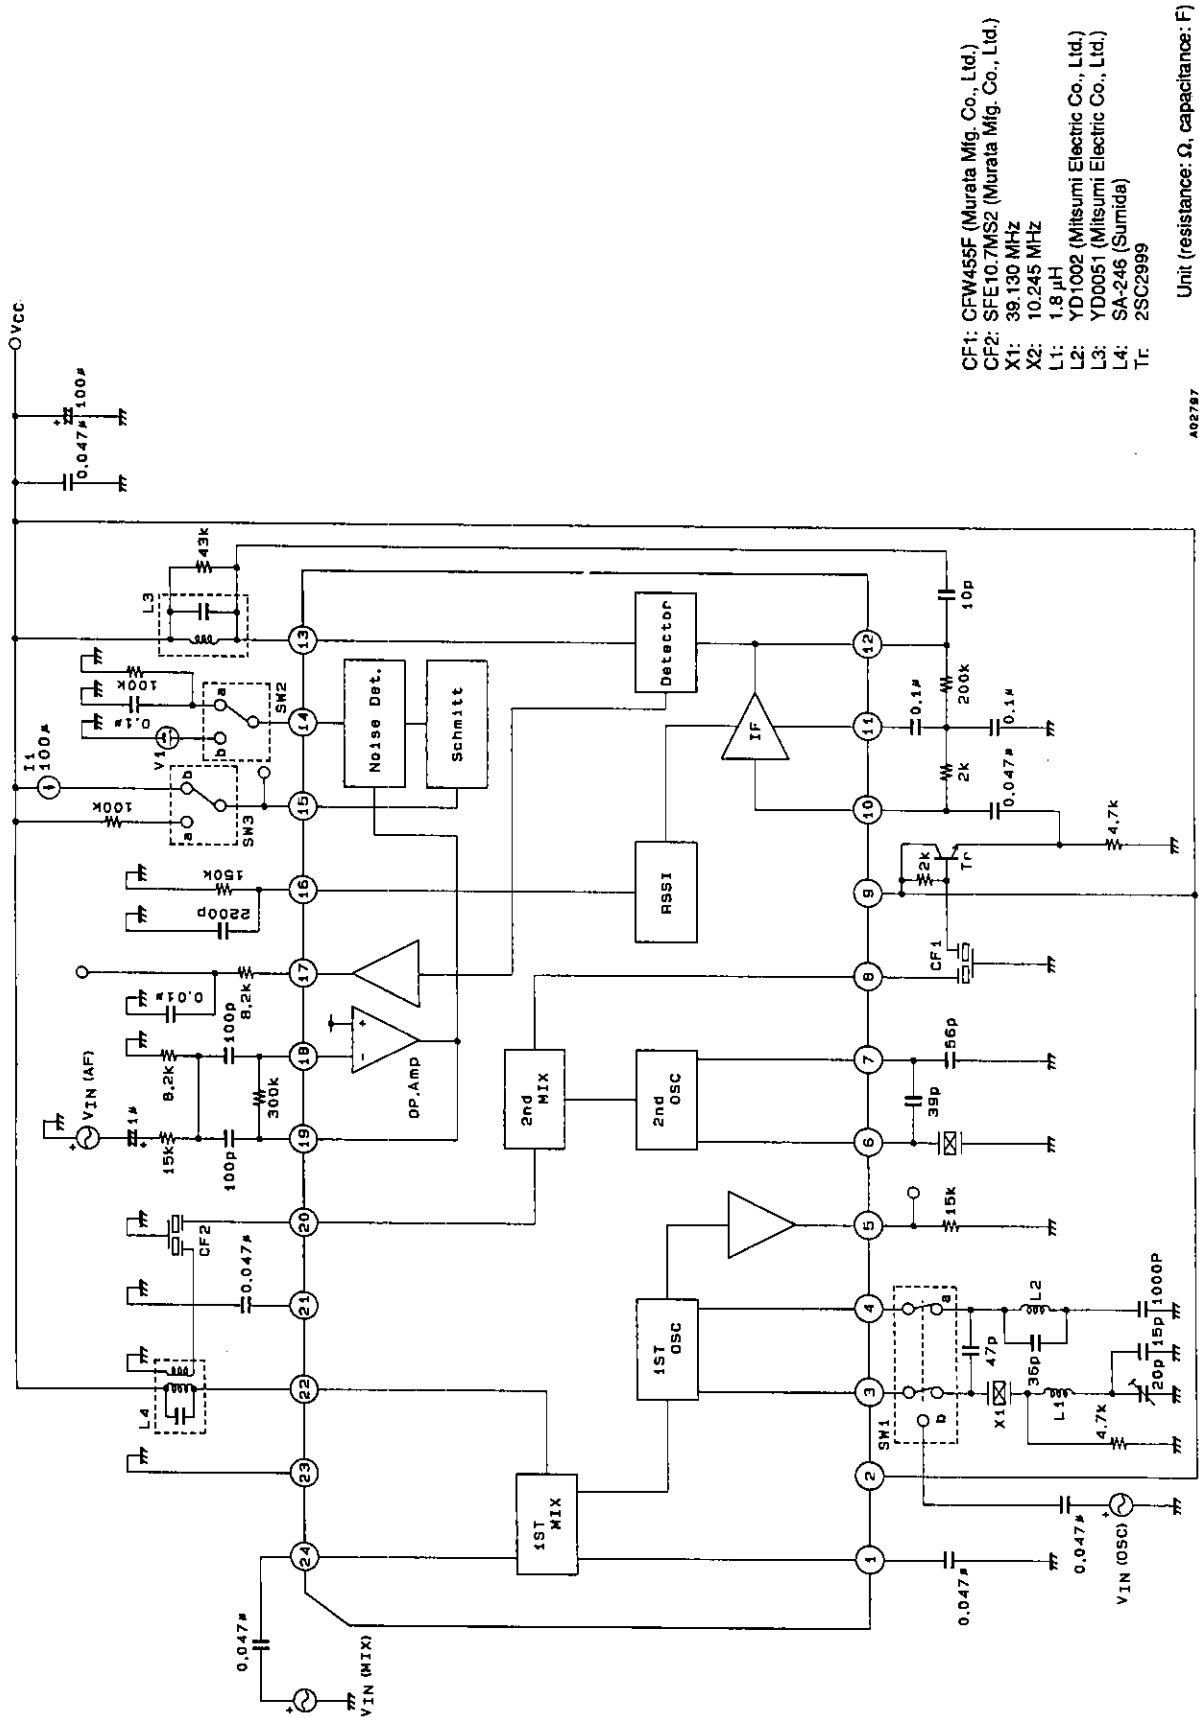 Vcc
0.047μ
100μ
+
L3
43k
100k
0.1μ
V1
a
b
SW2
I1
100μ
100k
b
a
SW3
150k
2200p
0.01μ
8.2k
VIN (AF)
+
1μ
+
8.2k
15k
100p
100p
300k
CF2
0.047μ
L4
0.047μ
+
VIN (MIX)
24
23
22
21
20
19
18
17
16
15
14
13
1ST
MIX
1ST
OSC
2nd
MIX
2nd
OSC
- +
OP.Amp
RSSI
IF
Noise Det.
Schmitt
Detector
1
2
3
4
5
6
7
8
9
10
11
12
0.047μ
0.047μ
+
VIN (OSC)
SW1
b
a
X1
47p
4.7k
L1
36p
L2
20p
15p
1000P
15k
39p
56p
CF1
2k
Tr
4.7k
0.047μ
2k
0.1μ
0.1μ
200k
10p
CF1: CFW455F (Murata Mfg. Co., Ltd.)
CF2: SFE10.7MS2 (Murata Mfg. Co., Ltd.)
X1: 39.130 MHz
X2: 10.245 MHz
L1: 1.8 μH
L2: YD1002 (Mitsumi Electric Co., Ltd.)
L3: YD0051 (Mitsumi Electric Co., Ltd.)
L4: SA-246 (Sumida)
Tr: 2SC2999
Unit (resistance: Ω, capacitance: F)
A02797